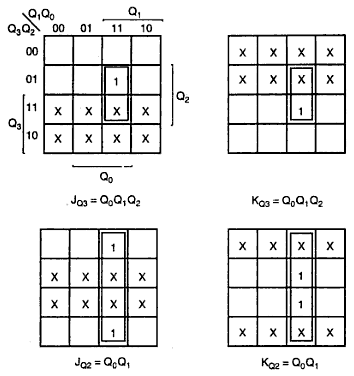 Q1Q0
Q3Q2 00 01 11 10
Q1
00 X X X X
01 1 X X X X
Q2
11 X X X X 1
Q3
10 X X X X
Q0
JQ3 = Q0Q1Q2 KQ3 = Q0Q1Q2
1 X X X X
X X X X 1
X X X X 1
1 X X X X
JQ2 = Q0Q1 KQ2 = Q0Q1